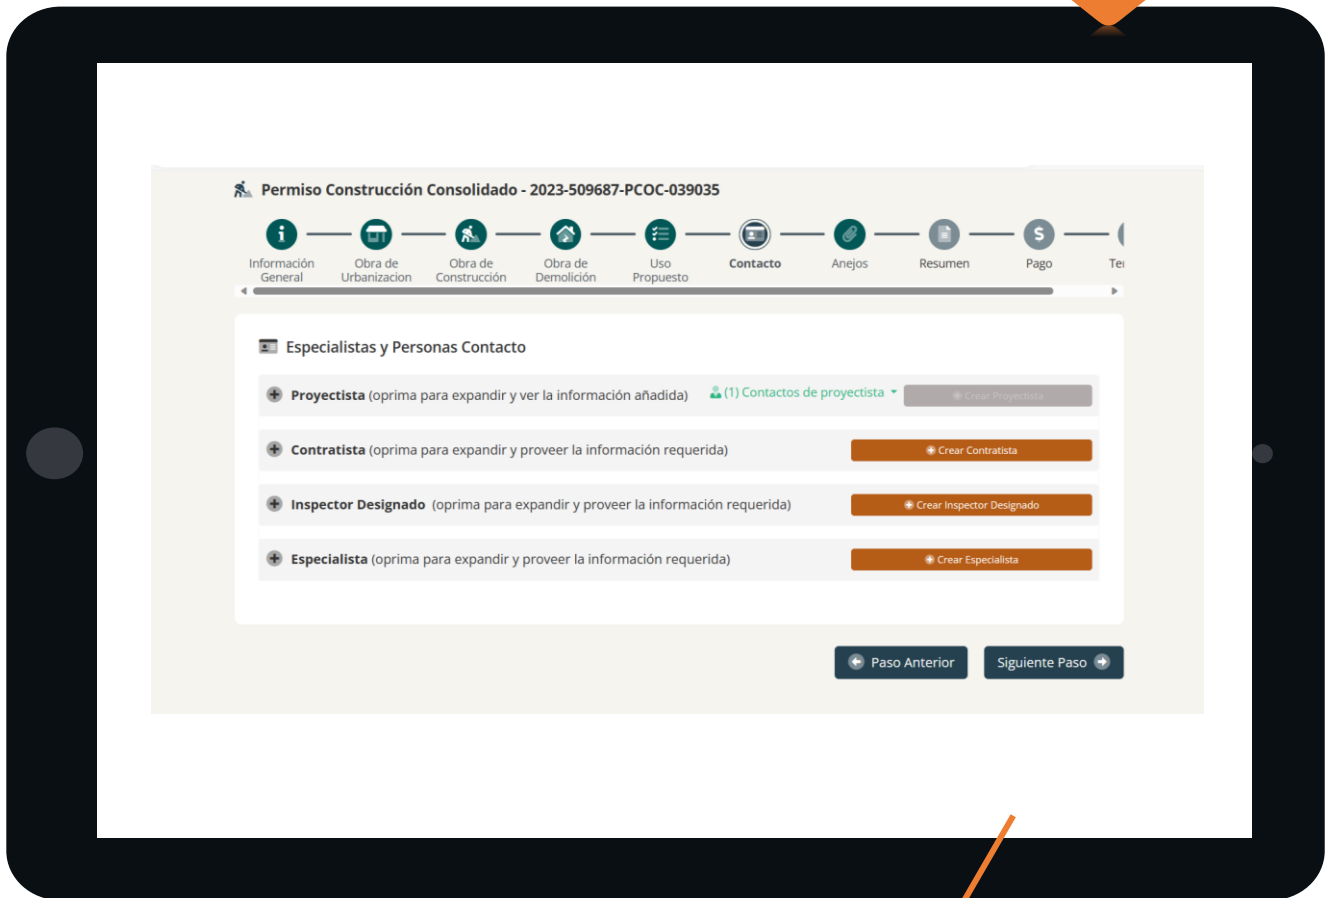 Permiso Construcción Consolidado - 2023-509687-PCOC-039035
Información General
Obra de Urbanizacion
Obra de Construcción
Obra de Demolición
Uso Propuesto
Contacto
Anejos
Resumen
Pago
Especialistas y Personas Contacto
Proyectista (oprima para expandir y ver la información añadida) (1) Contactos de proyectista Crear Proyectista
Contratista (oprima para expandir y proveer la información requerida) Crear Contratista
Inspector Designado (oprima para expandir y proveer la información requerida) Crear Inspector Designado
Especialista (oprima para expandir y proveer la información requerida) Crear Especialista
Paso Anterior Siguiente Paso